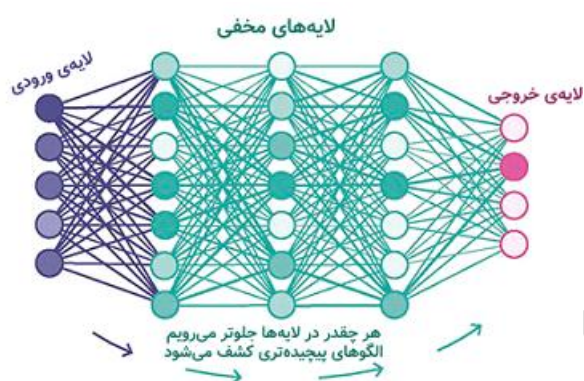 لایه‌های مخفی
لایه‌ی ورودی
لایه‌ی خروجی
هر چقدر در لایه‌ها جلوتر می‌رویم
الگوهای پیچیده‌تری کشف می‌شود